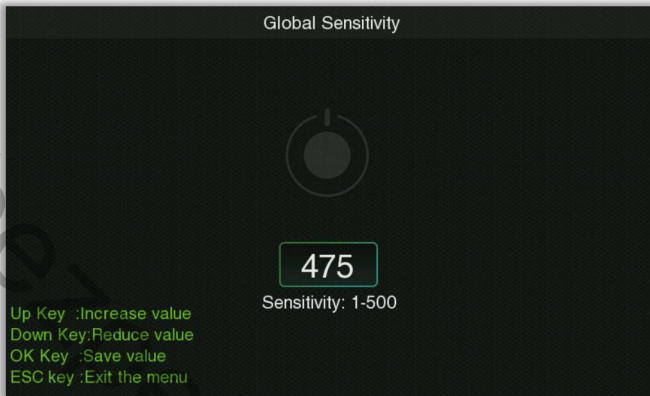 Global Sensitivity
475
Sensitivity: 1-500
Up Key :Increase value
Down Key:Reduce value
OK Key :Save value
ESC key :Exit the menu